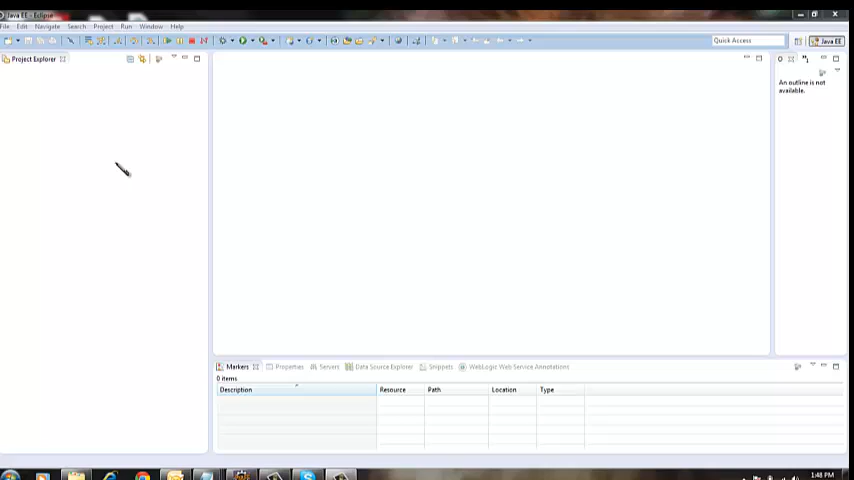 Java EE - Eclipse
File Edit Navigate Search Project Run Window Help
Quick Access
Java EE
Project Explorer
An outline is not
available.
Markers Properties Servers Data Source Explorer Snippets WebLogic Web Service Annotations
0 items
Description Resource Path Location Type
1:48 PM